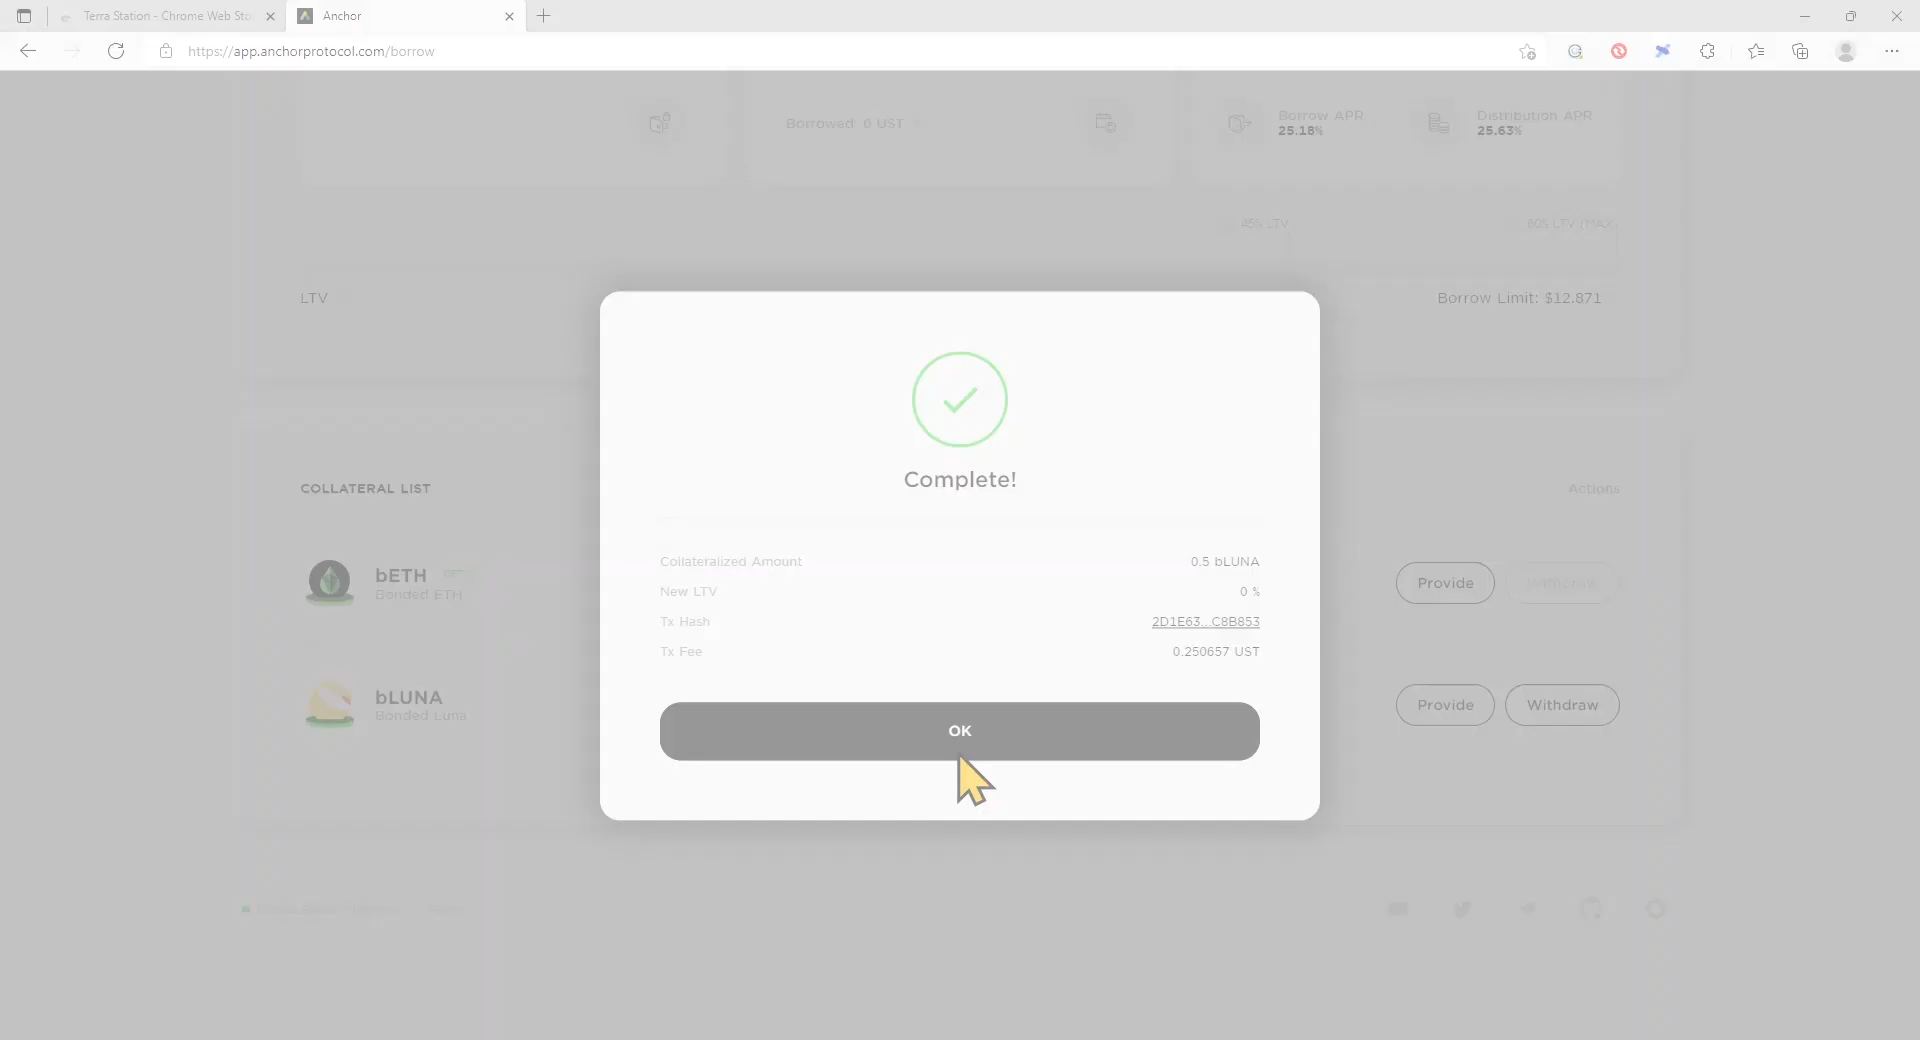 Terra Station - Chrome Web Sto
Anchor
https://app.anchorprotocol.com/borrow
Borrowed: 0 UST
Borrow APR
25.18%
Distribution APR
25.63%
45% LTV
60% LTV (MAX)
LTV
Borrow Limit: $12.871
Complete!
COLLATERAL LIST
Actions
Collateralized Amount
0.5 bLUNA
bETH
Bonded ETH
Provide
Withdraw
New LTV
0 %
Tx Hash
2D1E63...C8B853
Tx Fee
0.250657 UST
bLUNA
Bonded Luna
Provide
Withdraw
OK